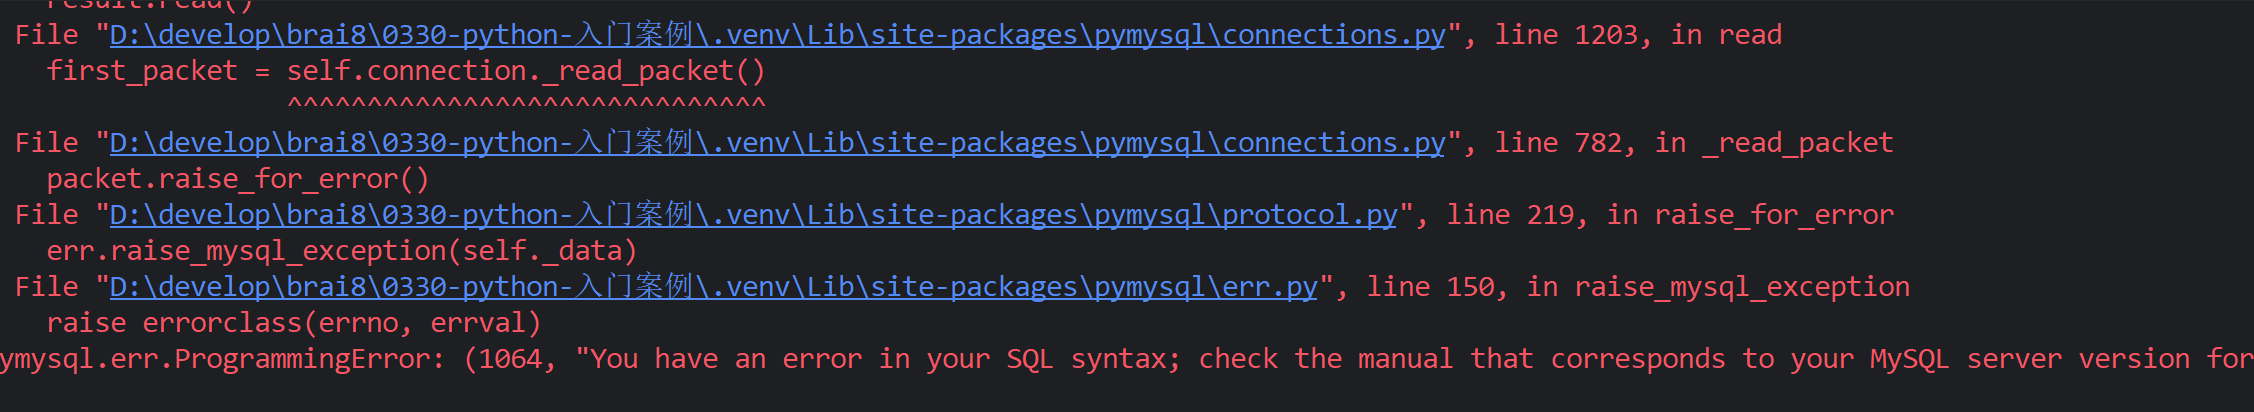 result.read()
File "D:\develop\brai8\0330-python-入门案例\.venv\Lib\site-packages\pymysql\connections.py", line 1203, in read
first_packet = self.connection._read_packet()
^^^^^^^^^^^^^^^^^^^^^^^^^^^^^^
File "D:\develop\brai8\0330-python-入门案例\.venv\Lib\site-packages\pymysql\connections.py", line 782, in _read_packet
packet.raise_for_error()
File "D:\develop\brai8\0330-python-入门案例\.venv\Lib\site-packages\pymysql\protocol.py", line 219, in raise_for_error
err.raise_mysql_exception(self._data)
File "D:\develop\brai8\0330-python-入门案例\.venv\Lib\site-packages\pymysql\err.py", line 150, in raise_mysql_exception
raise errorclass(errno, errval)
ymysql.err.ProgrammingError: (1064, "You have an error in your SQL syntax; check the manual that corresponds to your MySQL server version for